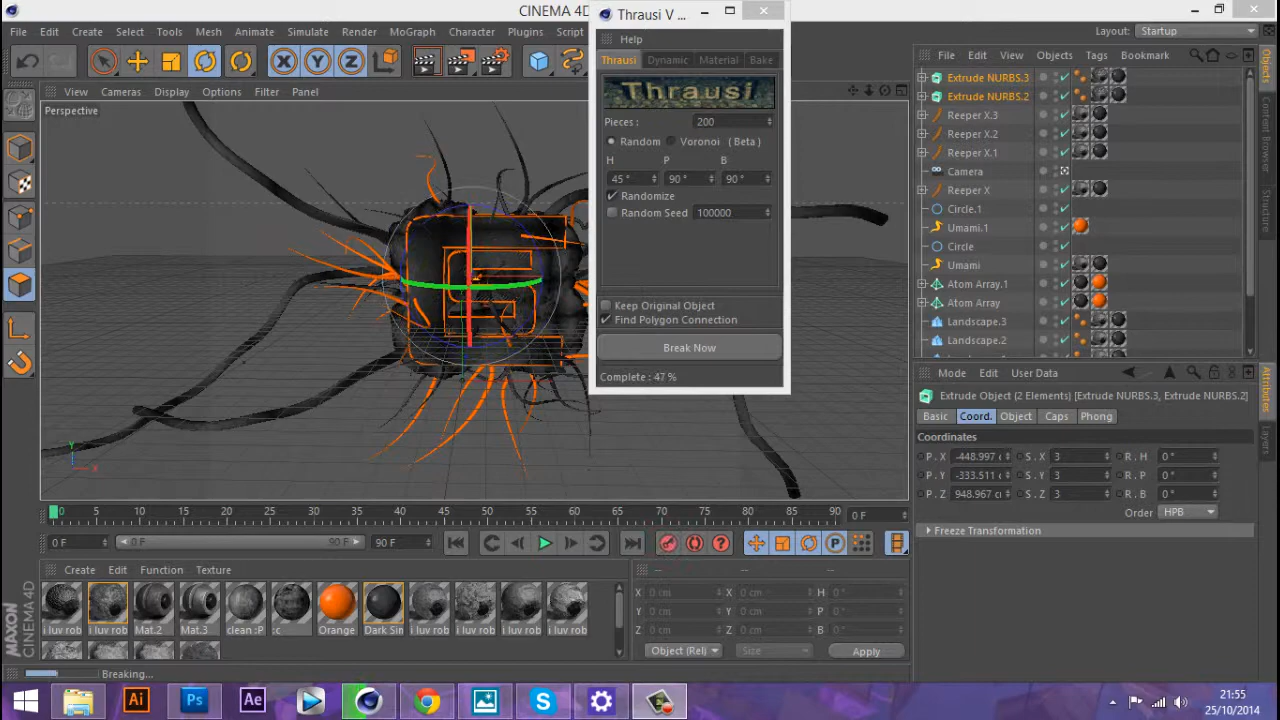 CINEMA 4D
File Edit Create Select Tools Mesh Animate Simulate Render MoGraph Character Plugins
Layout: Startup
X Y Z
View Cameras Display Options Filter Panel
Perspective
Y
X
Thrausi V ...
Help
Thrausi Dynamic Material Bake
Thrausi
Pieces : 200
Random Voronoi ( Beta.)
H P B
45 ° 90 ° 90 °
Randomize
Random Seed 100000
Keep Original Object
Find Polygon Connection
Break Now
Complete : 47 %
File Edit View Objects Tags Bookmark
Extrude NURBS.3
Extrude NURBS.2
Reeper X.3
Reeper X.2
Reeper X.1
Camera
Reeper X
Circle.1
Umami.1
Circle
Umami
Atom Array.1
Atom Array
Landscape.3
Landscape.2
Objects
Content Browser
Structure
Attributes
Layers
Mode Edit User Data
Extrude Object (2 Elements) [Extrude NURBS.3, Extrude NURBS.2]
Basic Coord. Object Caps Phong
Coordinates
P . X -448.997 c S . X 3 R . H 0 °
P . Y -333.511 c S . Y 3 R . P 0 °
P . Z 948.967 c S . Z 3 R . B 0 °
Order HPB
Freeze Transformation
0 5 10 15 20 25 30 35 40 45 50 55 60 65 70 75 80 85 90 0 F
0 F 0 F 90 F 90 F
Create Edit Function Texture
i luv rob i luv rob Mat.2 Mat.3 clean :P :c Orange Dark Sin i luv rob i luv rob i luv rob i luv rob
-- -- --
X 0 cm X 0 cm H 0 °
Y 0 cm Y 0 cm P 0 °
Z 0 cm Z 0 cm B 0 °
Object (Rel) Size Apply
MAXON
CINEMA 4D
Breaking...
Ai Ps Ae S
21:55
25/10/2014